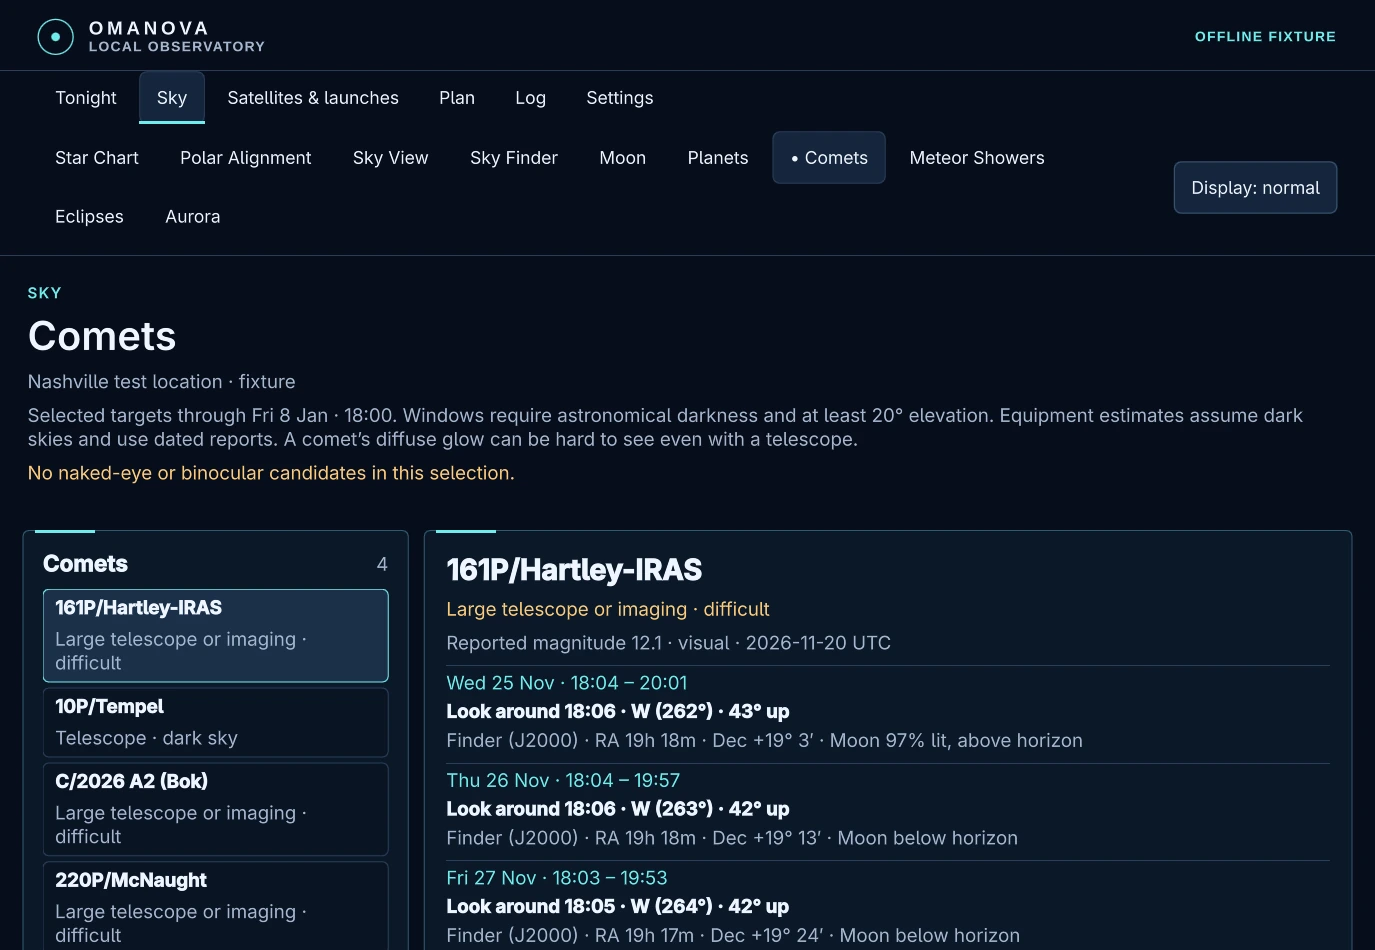 OMANOVA
LOCAL OBSERVATORY
OFFLINE FIXTURE
Tonight
Sky
Satellites & launches
Plan
Log
Settings
Star Chart
Polar Alignment
Sky View
Sky Finder
Moon
Planets
• Comets
Meteor Showers
Eclipses
Aurora
Display: normal
SKY
Comets
Nashville test location · fixture
Selected targets through Fri 8 Jan · 18:00. Windows require astronomical darkness and at least 20° elevation. Equipment estimates assume dark
skies and use dated reports. A comet’s diffuse glow can be hard to see even with a telescope.
No naked-eye or binocular candidates in this selection.
Comets
4
161P/Hartley-IRAS
Large telescope or imaging ·
difficult
10P/Tempel
Telescope · dark sky
C/2026 A2 (Bok)
Large telescope or imaging ·
difficult
220P/McNaught
Large telescope or imaging ·
difficult
161P/Hartley-IRAS
Large telescope or imaging · difficult
Reported magnitude 12.1 · visual · 2026-11-20 UTC
Wed 25 Nov · 18:04 – 20:01
Look around 18:06 · W (262°) · 43° up
Finder (J2000) · RA 19h 18m · Dec +19° 3′ · Moon 97% lit, above horizon
Thu 26 Nov · 18:04 – 19:57
Look around 18:06 · W (263°) · 42° up
Finder (J2000) · RA 19h 18m · Dec +19° 13′ · Moon below horizon
Fri 27 Nov · 18:03 – 19:53
Look around 18:05 · W (264°) · 42° up
Finder (J2000) · RA 19h 17m · Dec +19° 24′ · Moon below horizon